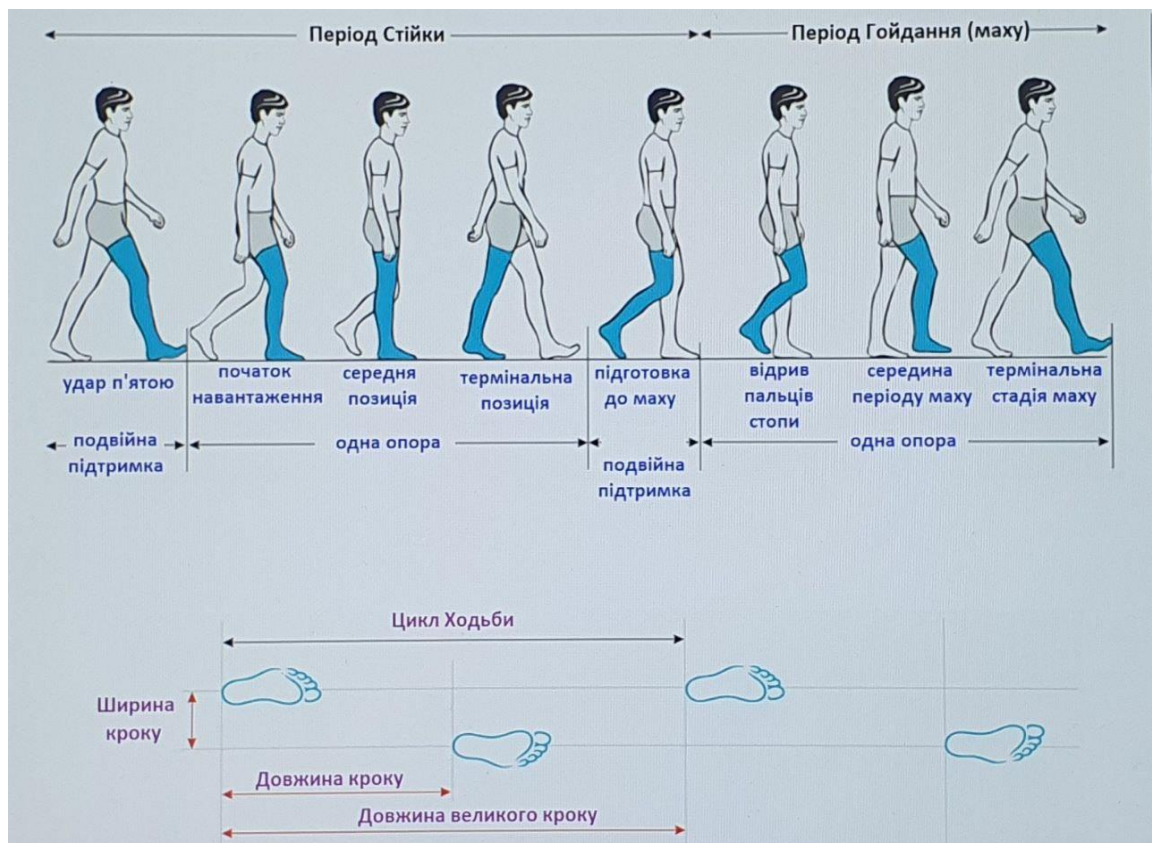 Період Стійки
Період Гойдання (маху)
удар п'ятою
початок
навантаження
середня
позиція
термінальна
позиція
підготовка
до маху
відрив
пальців
стопи
середина
періоду маху
термінальна
стадія маху
подвійна
підтримка
одна опора
подвійна
підтримка
одна опора
Цикл Ходьби
Ширина
кроку
Довжина кроку
Довжина великого кроку